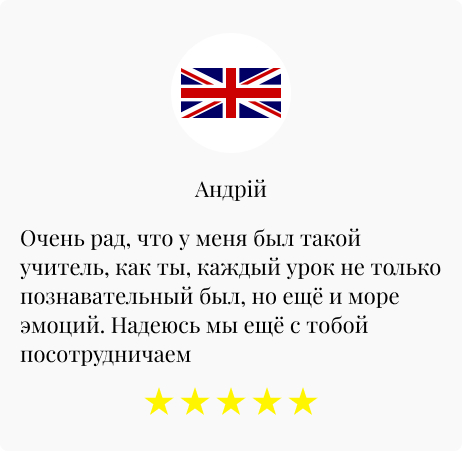 Андрій
Очень рад, что у меня был такой
учитель, как ты, каждый урок не только
познавательный был, но ещё и море
эмоций. Надеюсь мы ещё с тобой
посотрудничаем